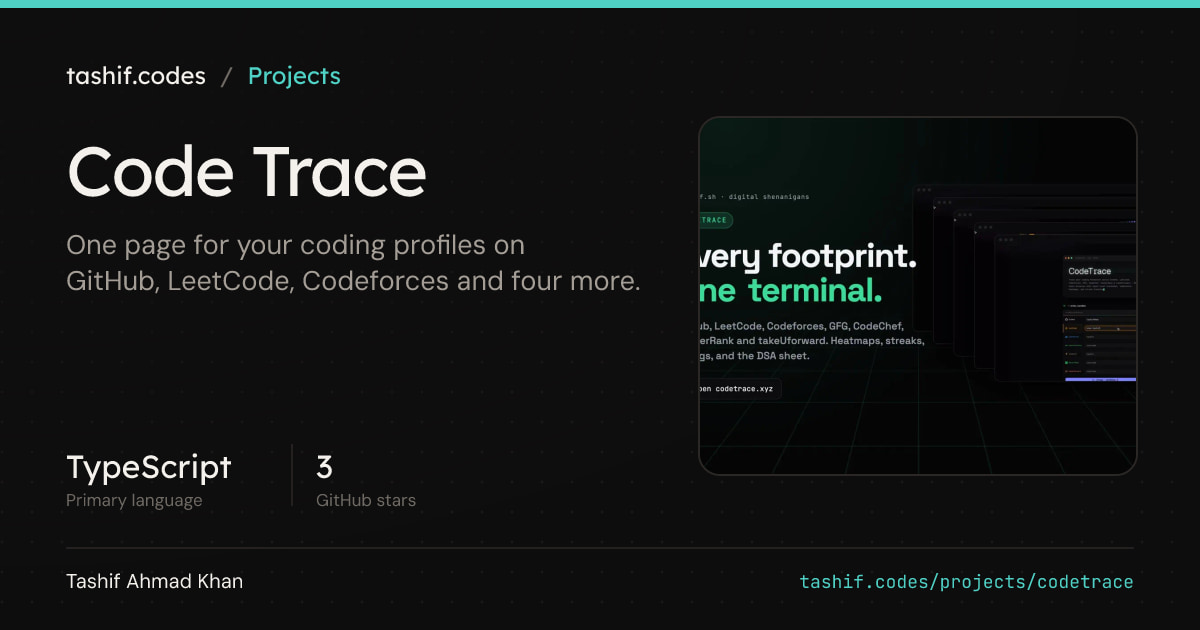 tashif.codes / Projects
Code Trace
One page for your coding profiles on
GitHub, LeetCode, Codeforces and four more.
f.sh · digital shenanigans
TRACE
very footprint.
ne terminal.
ub, LeetCode, Codeforces, GFG, CodeChef,
erRank and takeUforward. Heatmaps, streaks,
gs, and the DSA sheet.
pen codetrace.xyz
CodeTrace
TypeScript
Primary language
3
GitHub stars
Tashif Ahmad Khan
tashif.codes/projects/codetrace